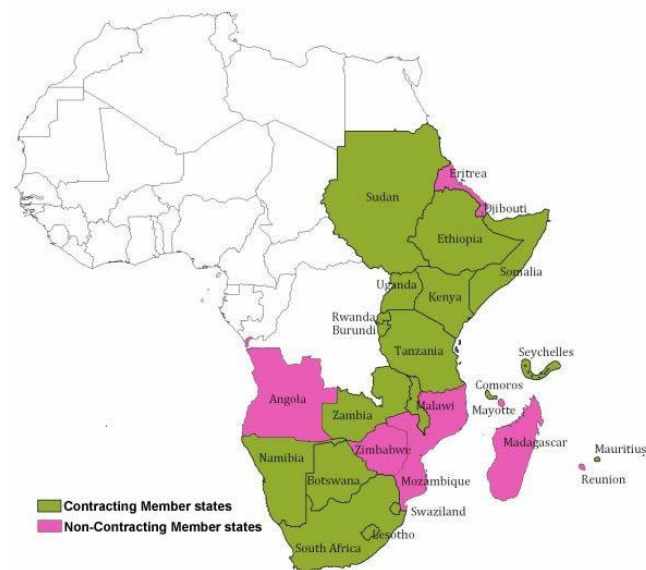 Eritrea
Sudan
Djibouti
Ethiopia
Somalia
Uganda
Kenya
Rwanda
Burundi
Tanzania
Seychelles
Comoros
Malawi
Mayotte
Angola
Zambia
Madagascar
Zimbabwe
Mauritius
Namibia
Reunion
Botswana
Mozambique
Contracting Member states
Swaziland
Non-Contracting Member states
Lesotho
South Africa